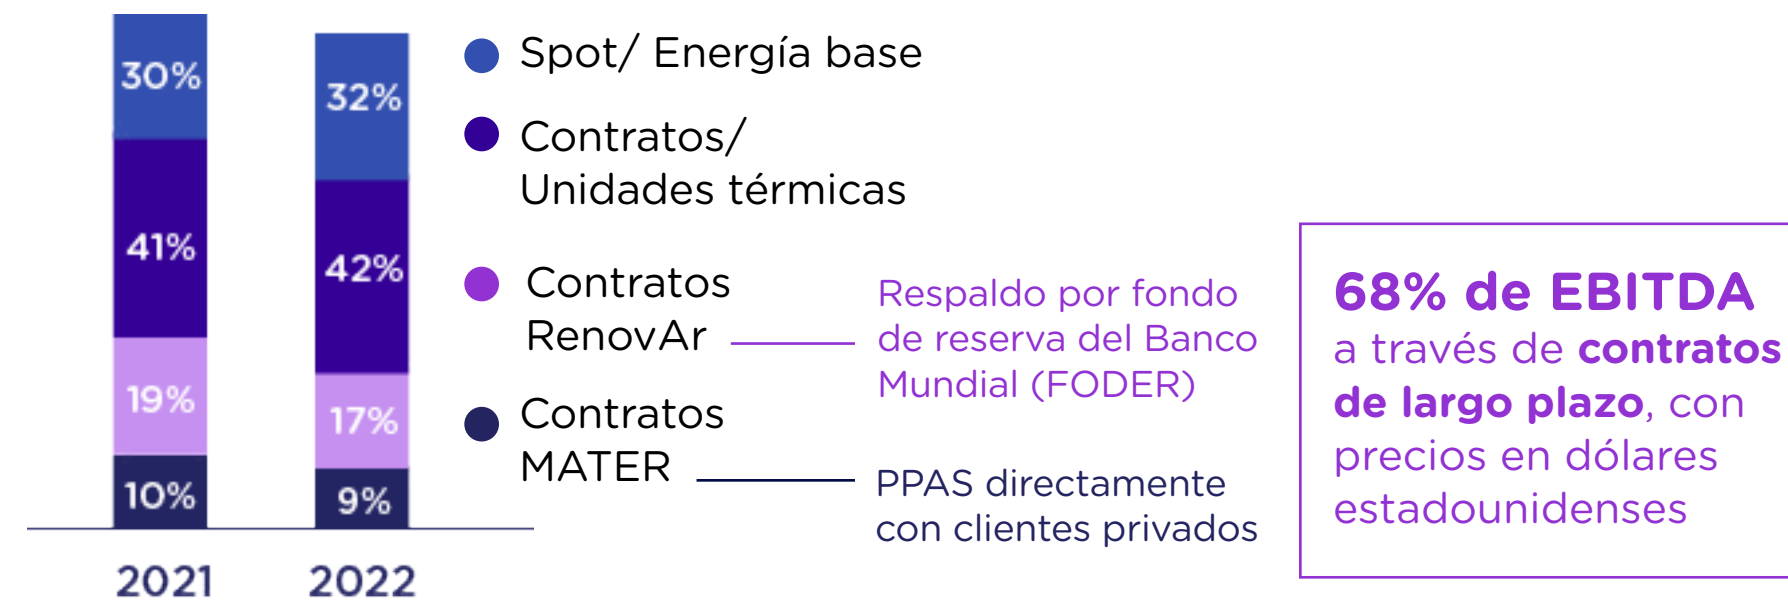 30%
41%
19%
10%
2021
32%
42%
17%
9%
2022
Spot/ Energía base
Contratos/
Unidades térmicas
Contratos
RenovAr
Respaldo por fondo
de reserva del Banco
Mundial (FODER)
Contratos
MATER
PPAS directamente
con clientes privados
68% de EBITDA
a través de contratos
de largo plazo, con
precios en dólares
estadounidenses